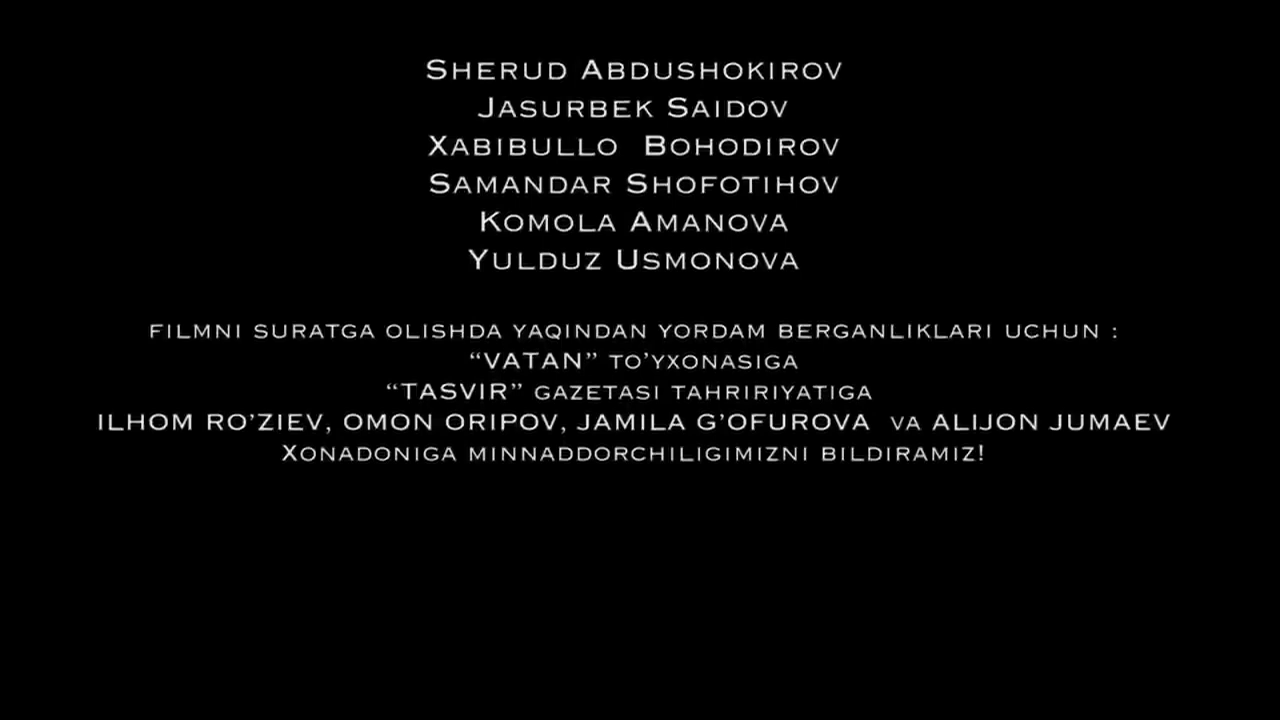 Sherud Abdushokirov
Jasurbek Saidov
Xabibullo Bohodirov
Samandar Shofotihov
Komola Amanova
Yulduz Usmonova
FILMNI SURATGA OLISHDA YAQINDAN YORDAM BERGANLIKLARI UCHUN :
“VATAN” TO’YXONASIGA
“TASVIR” GAZETASI TAHRIRIYATIGA
ILHOM RO’ZIEV, OMON ORIPOV, JAMILA G’OFUROVA VA ALIJON JUMAEV
XONADONIGA MINNADDORCHILIGIMIZNI BILDIRAMIZ!